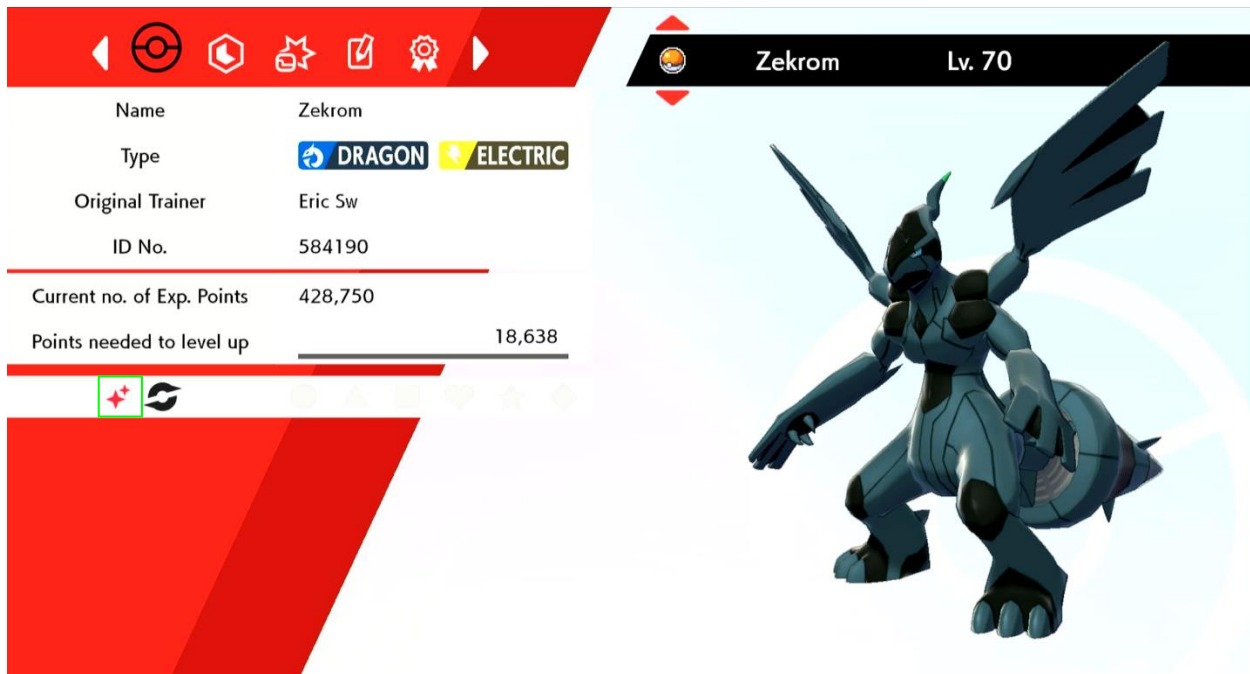 Zekrom Lv. 70
Name Zekrom
Type DRAGON ELECTRIC
Original Trainer Eric Sw
ID No. 584190
Current no. of Exp. Points 428,750
Points needed to level up 18,638